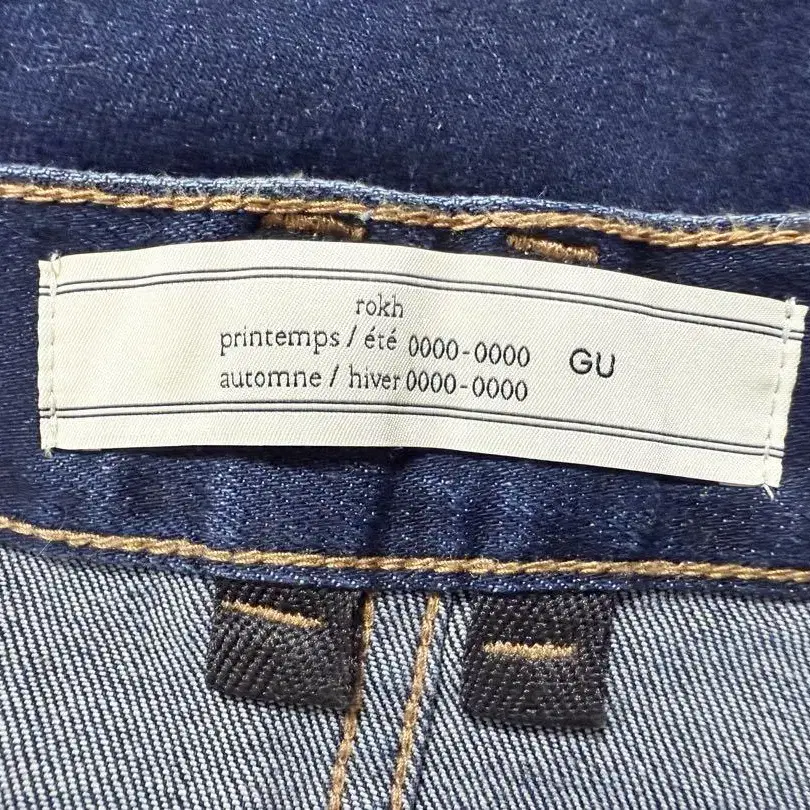 rokh
printemps / été 0000-0000 GU
automne / hiver 0000-0000